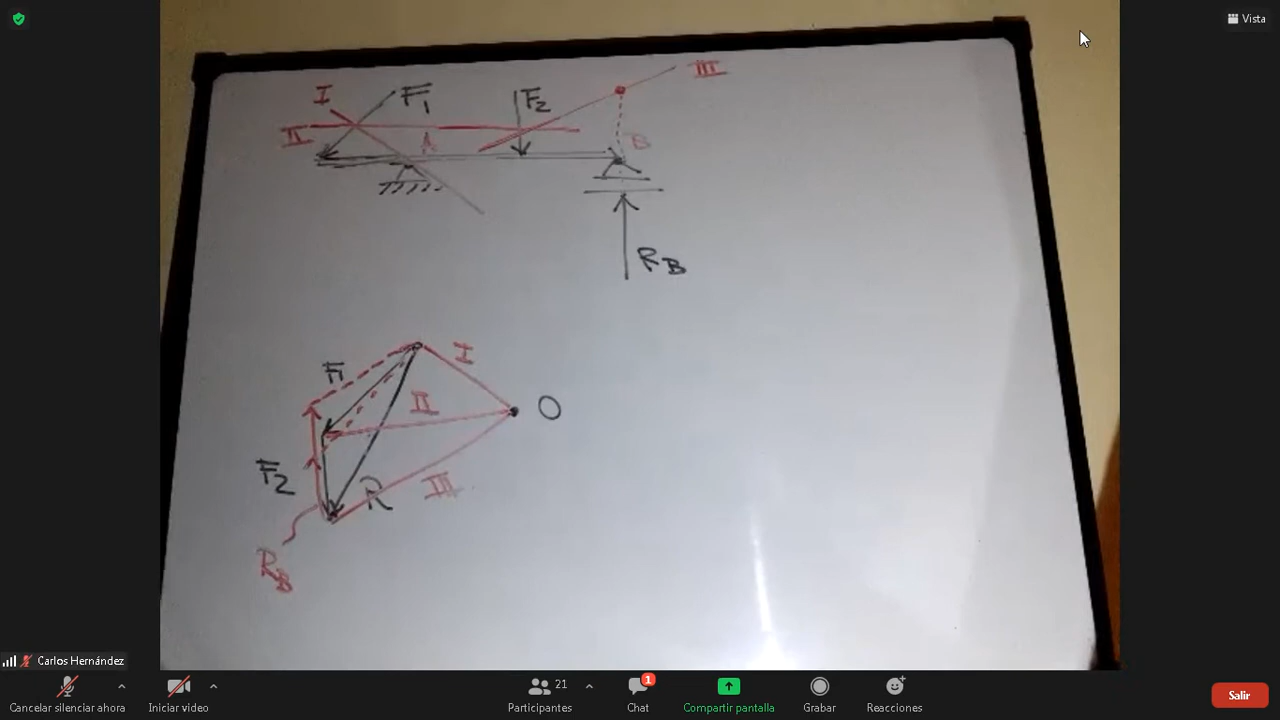 Vista
I
F1
F2
III
II
A
B
RB
F1
I
II
O
F2
R
III
RB
Carlos Hernández
21
1
Cancelar silenciar ahora
Iniciar video
Participantes
Chat
Compartir pantalla
Grabar
Reacciones
Salir